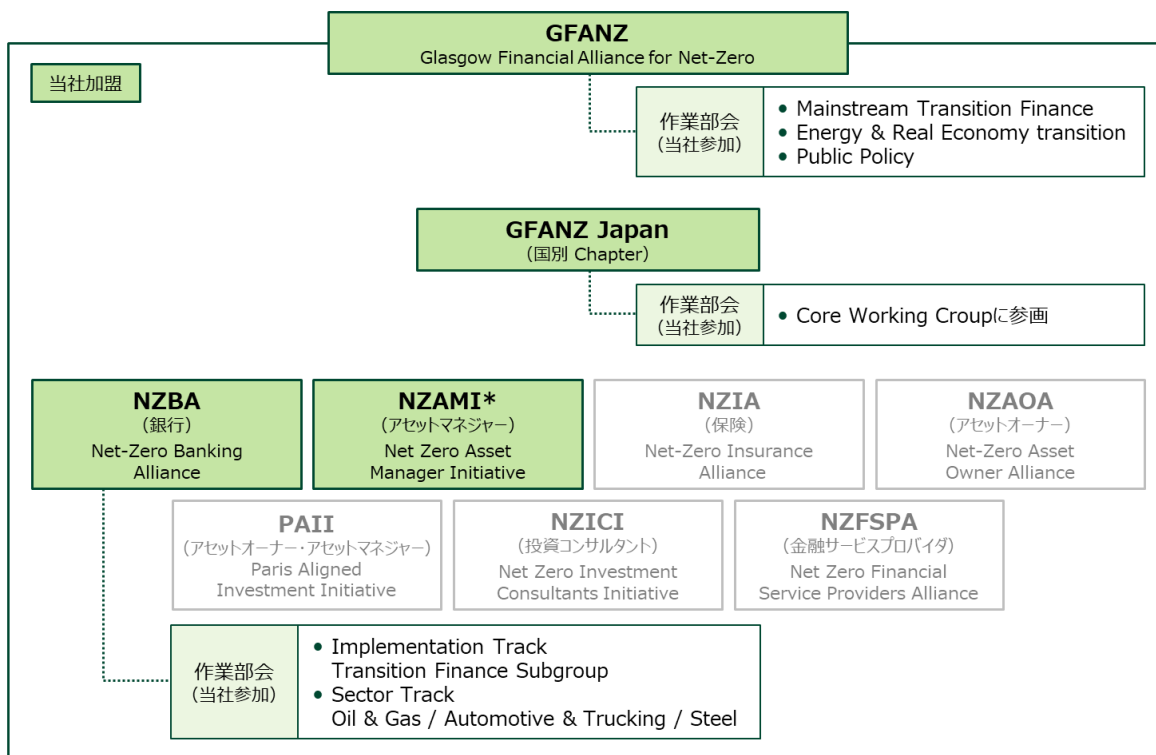 GFANZ
Glasgow Financial Alliance for Net-Zero
当社加盟
作業部会
（当社参加）
• Mainstream Transition Finance
• Energy & Real Economy transition
• Public Policy
GFANZ Japan
（国別 Chapter）
作業部会
（当社参加）
• Core Working Croupに参画
NZBA
（銀行）
Net-Zero Banking
Alliance
NZAMI*
（アセットマネジャー）
Net Zero Asset
Manager Initiative
NZIA
（保険）
Net-Zero Insurance
Alliance
NZAOA
（アセットオーナー）
Net-Zero Asset
Owner Alliance
PAII
（アセットオーナー・アセットマネジャー）
Paris Aligned
Investment Initiative
NZICI
（投資コンサルタント）
Net Zero Investment
Consultants Initiative
NZFSPA
（金融サービスプロバイダ）
Net Zero Financial
Service Providers Alliance
作業部会
（当社参加）
• Implementation Track
Transition Finance Subgroup
• Sector Track
Oil & Gas / Automotive & Trucking / Steel